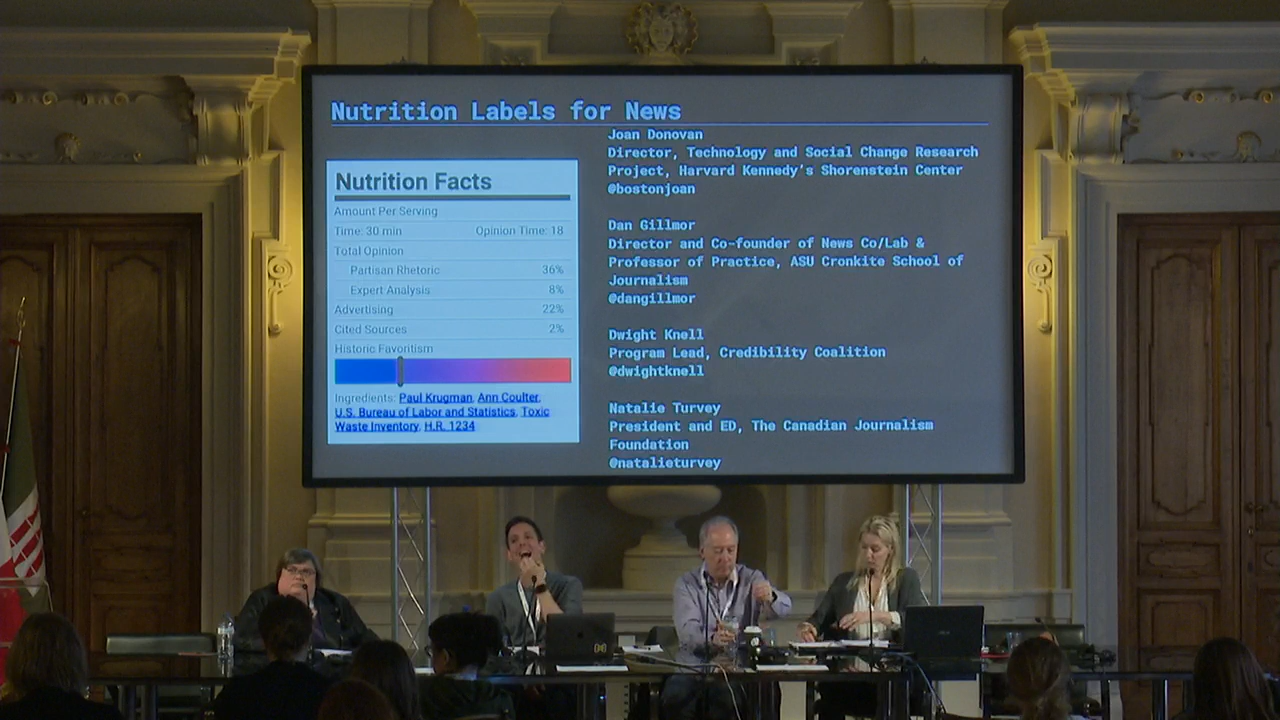 Nutrition Labels for News
Nutrition Facts
Amount Per Serving
Time: 30 min Opinion Time: 18
Total Opinion
Partisan Rhetoric 36%
Expert Analysis 8%
Advertising 22%
Cited Sources 2%
Historic Favoritism
Ingredients: Paul Krugman, Ann Coulter,
U.S. Bureau of Labor and Statistics, Toxic
Waste Inventory, H.R. 1234
Joan Donovan
Director, Technology and Social Change Research
Project, Harvard Kennedy's Shorenstein Center
@bostonjoan
Dan Gillmor
Director and Co-founder of News Co/Lab &
Professor of Practice, ASU Cronkite School of
Journalism
@dangillmor
Dwight Knell
Program Lead, Credibility Coalition
@dwightknell
Natalie Turvey
President and ED, The Canadian Journalism
Foundation
@natalieturvey